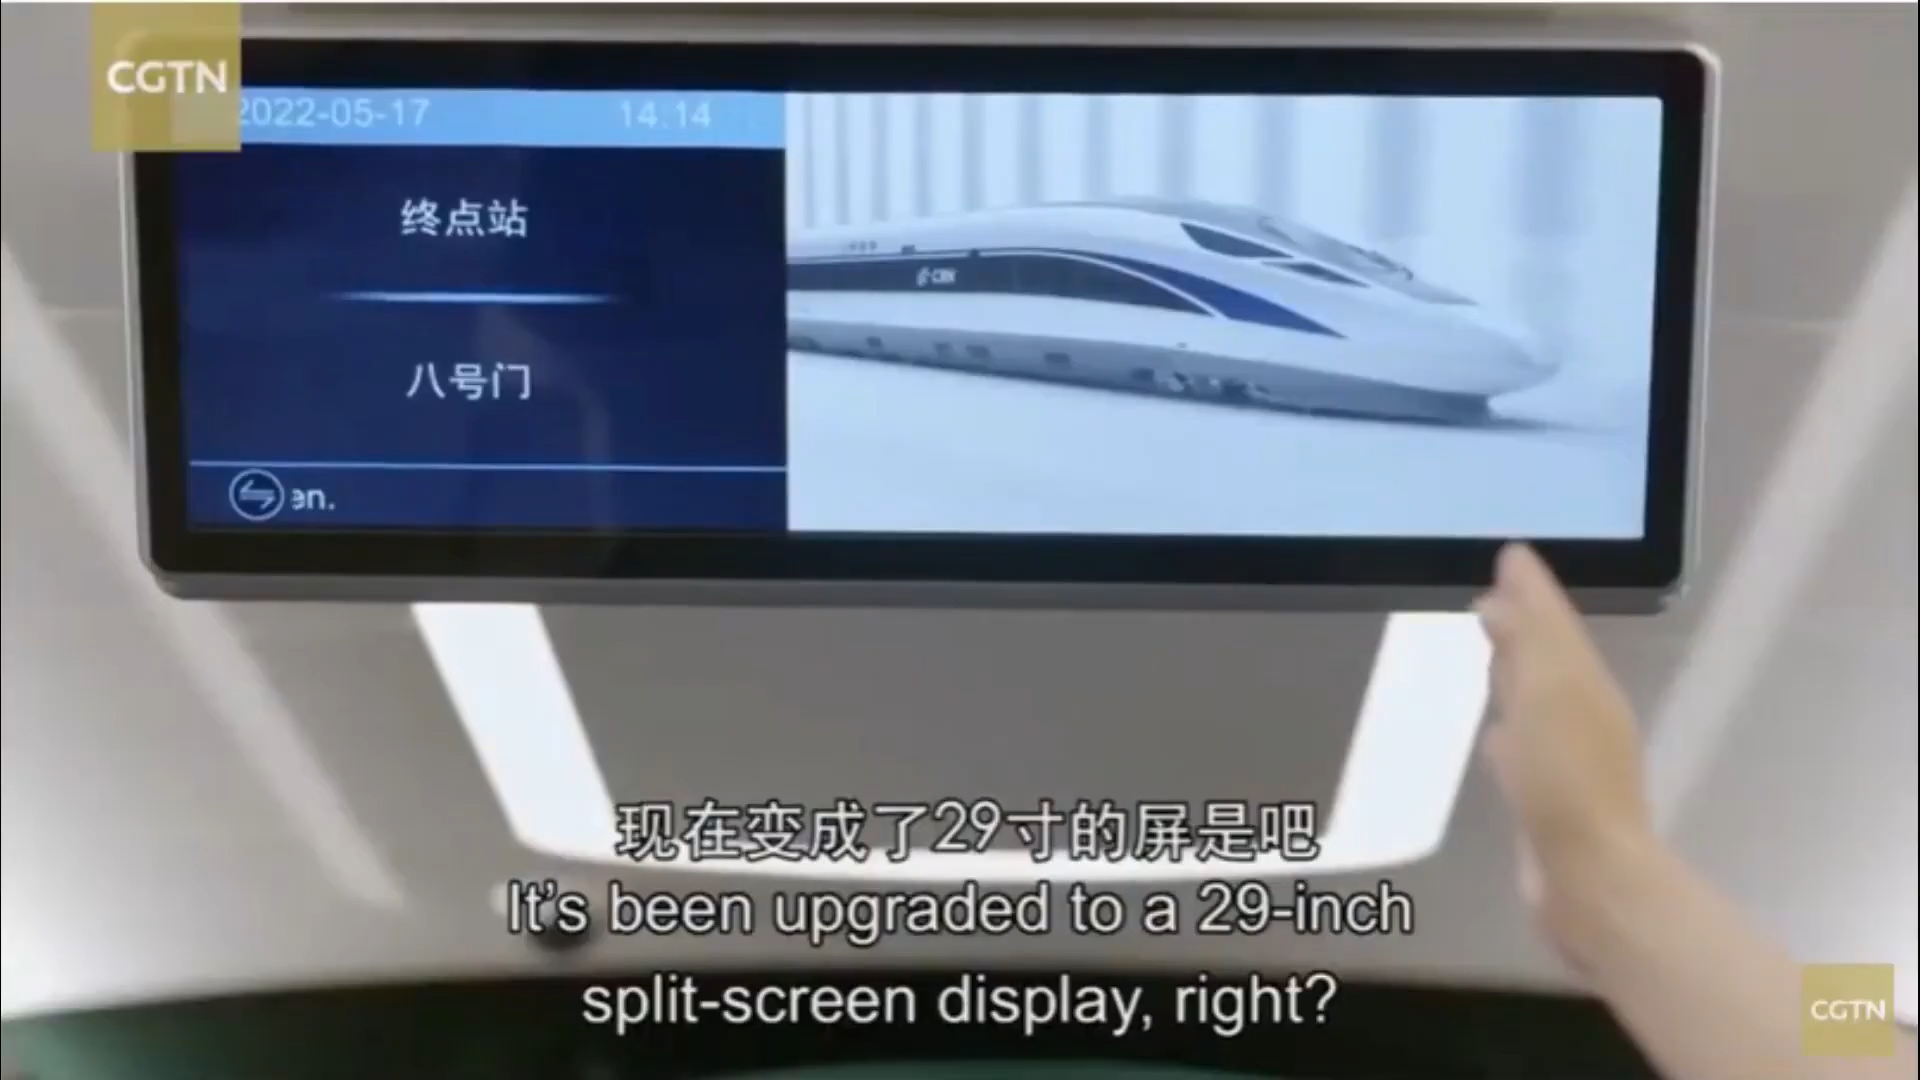 CGTN
2022-05-17 14:14
终点站
八号门
en.
现在变成了29寸的屏是吧
It's been upgraded to a 29-inch
split-screen display, right?
CGTN